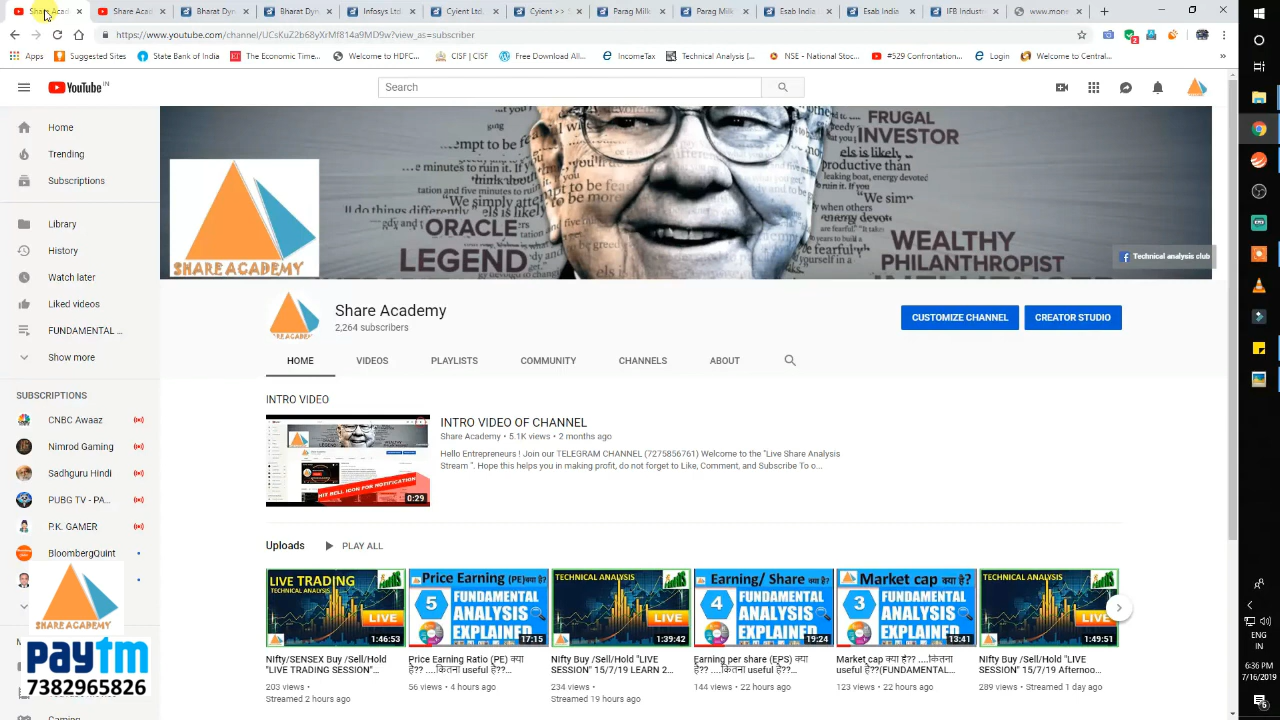 Share Acad
Share Acad
Bharat Dyn
Bharat Dyn
Infosys Ltd.
Cyient Ltd.
Cyient >>
Parag Milk
Parag Milk
Esab India
Esab India
IFB Indust
www.mone
https://www.youtube.com/channel/UCsKuZ2b68yXrMf814a9MD9w?view_as=subscriber
Apps
Suggested Sites
State Bank of India
The Economic Time...
Welcome to HDFC...
CISF | CISF
Free Download All...
IncomeTax
Technical Analysis |...
NSE - National Stoc...
#529 Confrontation...
Login
Welcome to Central...
YouTube IN
Search
Home
Trending
Subscriptions
Library
History
Watch later
Liked videos
FUNDAMENTAL ...
Show more
SUBSCRIPTIONS
CNBC Awaaz
Nimrod Gaming
Sadhguru Hindi
PUBG TV - PA...
P.K. GAMER
BloombergQuint
SHARE ACADEMY
paytm
7382965826
Gaming
FRUGAL
INVESTOR
ORACLE
LEGEND
WEALTHY
PHILANTHROPIST
SHARE ACADEMY
Technical analysis club
Share Academy
2,264 subscribers
CUSTOMIZE CHANNEL
CREATOR STUDIO
HOME
VIDEOS
PLAYLISTS
COMMUNITY
CHANNELS
ABOUT
INTRO VIDEO
HIT BELL ICON FOR NOTIFICATION
0:29
INTRO VIDEO OF CHANNEL
Share Academy • 5.1K views • 2 months ago
Hello Entrepreneurs ! Join our TELEGRAM CHANNEL (7275856761) Welcome to the "Live Share Analysis
Stream ". Hope this helps you in making profit, do not forget to Like, Comment, and Subscribe To o...
Uploads
PLAY ALL
LIVE TRADING
TECHNICAL ANALYSIS
LIVE
1:46:53
Nifty/SENSEX Buy /Sell/Hold
"LIVE TRADING SESSION"...
203 views •
Streamed 2 hours ago
Price Earning (PE)क्या है?
5
FUNDAMENTAL
ANALYSIS
EXPLAINED
17:15
Price Earning Ratio (PE) क्या
है?? ....कितना useful है??...
56 views • 4 hours ago
TECHNICAL ANALYSIS
LIVE
1:39:42
Nifty Buy /Sell/Hold "LIVE
SESSION" 15/7/19 LEARN 2...
234 views •
Streamed 19 hours ago
Earning/ Share क्या है?
4
FUNDAMENTAL
ANALYSIS
EXPLAINED
19:24
Earning per share (EPS) क्या
है?? ....कितना useful है??...
144 views • 22 hours ago
Market cap क्या है?
3
FUNDAMENTAL
ANALYSIS
EXPLAINED
13:41
Market cap क्या है?? ....कितना
useful है??(FUNDAMENTAL...
123 views • 22 hours ago
TECHNICAL ANALYSIS
LIVE
1:49:51
Nifty Buy /Sell/Hold "LIVE
SESSION" 15/7/19 Afternoo...
289 views • Streamed 1 day ago
ENG
IN
6:36 PM
7/16/2019